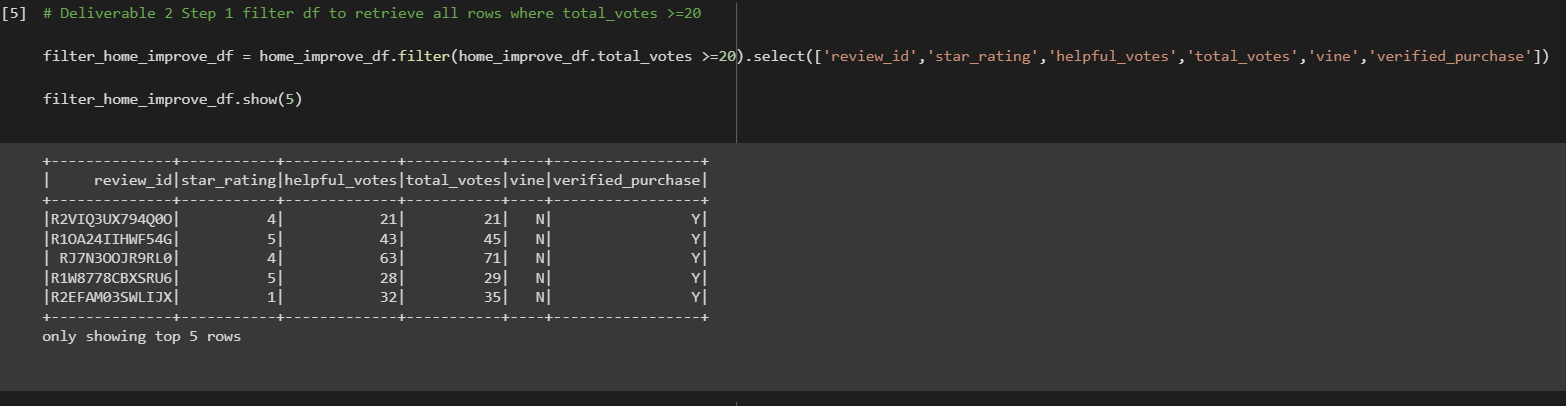 [5] # Deliverable 2 Step 1 filter df to retrieve all rows where total_votes >=20
filter_home_improve_df = home_improve_df.filter(home_improve_df.total_votes >=20).select(['review_id','star_rating','helpful_votes','total_votes','vine','verified_purchase'])
filter_home_improve_df.show(5)
+--------------+-----------+-------------+-----------+----+-----------------+
|     review_id|star_rating|helpful_votes|total_votes|vine|verified_purchase|
+--------------+-----------+-------------+-----------+----+-----------------+
|R2VIQ3UX794Q0O|          4|           21|         21|   N|                Y|
|R1OA24IIHWF54G|          5|           43|         45|   N|                Y|
| RJ7N3OOJR9RL0|          4|           63|         71|   N|                Y|
|R1W8778CBXSRU6|          5|           28|         29|   N|                Y|
|R2EFAM03SWLIJX|          1|           32|         35|   N|                Y|
+--------------+-----------+-------------+-----------+----+-----------------+
only showing top 5 rows